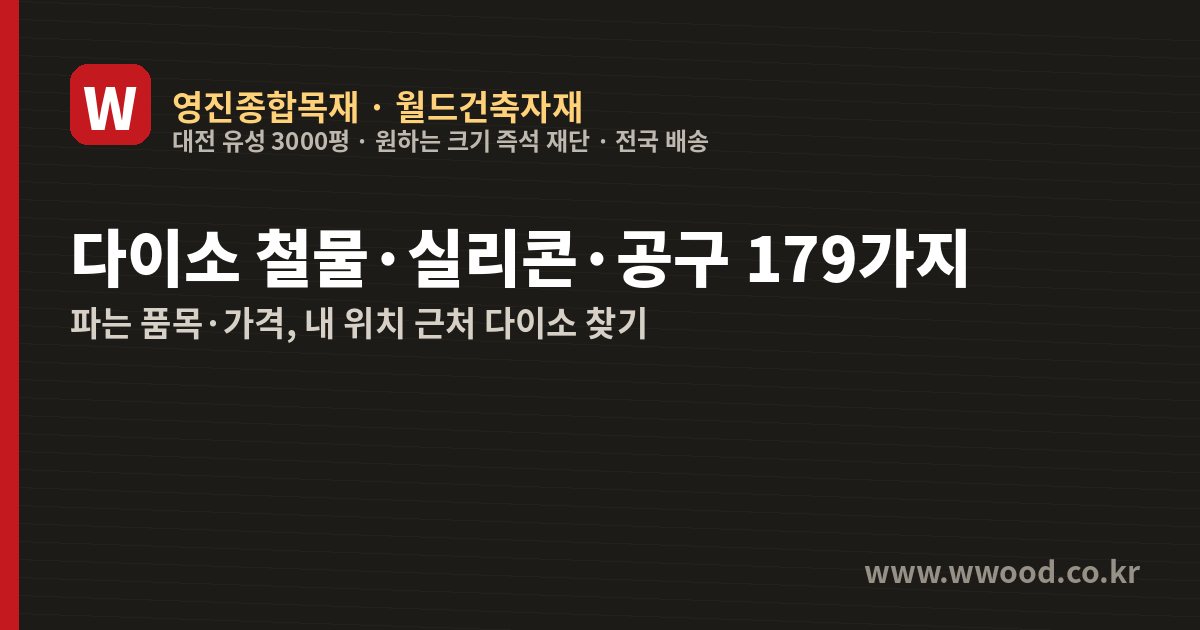 W
영진종합목재 · 월드건축자재
대전 유성 3000평 · 원하는 크기 즉석 재단 · 전국 배송
다이소 철물·실리콘·공구 179가지
파는 품목·가격, 내 위치 근처 다이소 찾기
www.wwood.co.kr